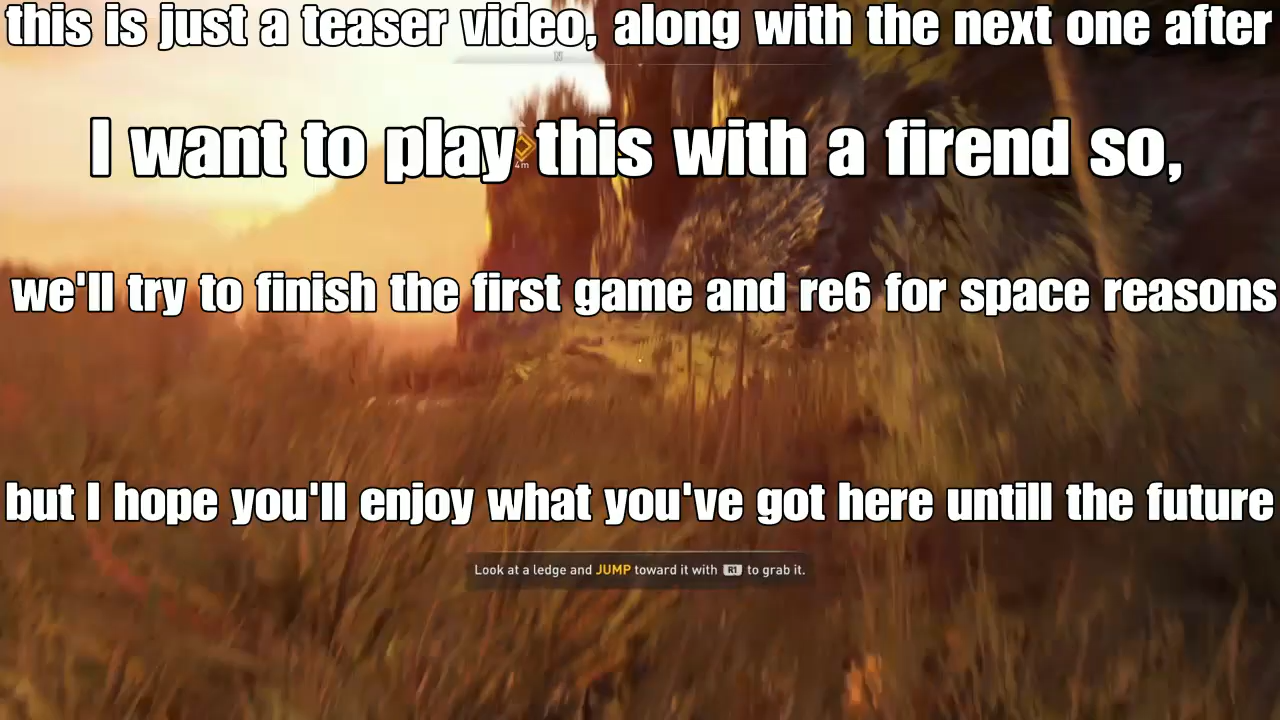 this is just a teaser video, along with the next one after
N
I want to play this with a firend so,
4m
we'll try to finish the first game and re6 for space reasons
but I hope you'll enjoy what you've got here untill the future
Look at a ledge and JUMP toward it with R1 to grab it.